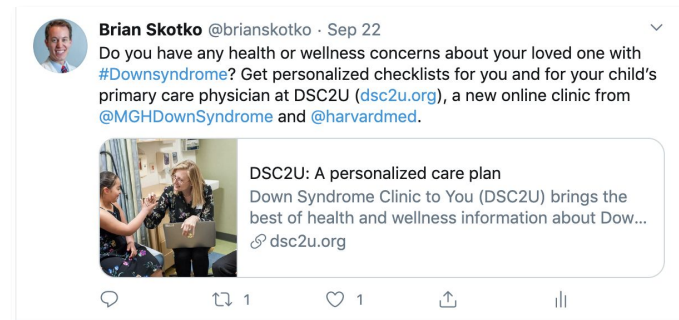 Brian Skotko @brianskotko · Sep 22
Do you have any health or wellness concerns about your loved one with
#Downsyndrome? Get personalized checklists for you and for your child's
primary care physician at DSC2U (dsc2u.org), a new online clinic from
@MGHDownSyndrome and @harvardmed.
DSC2U: A personalized care plan
Down Syndrome Clinic to You (DSC2U) brings the
best of health and wellness information about Dow...
dsc2u.org
1 1